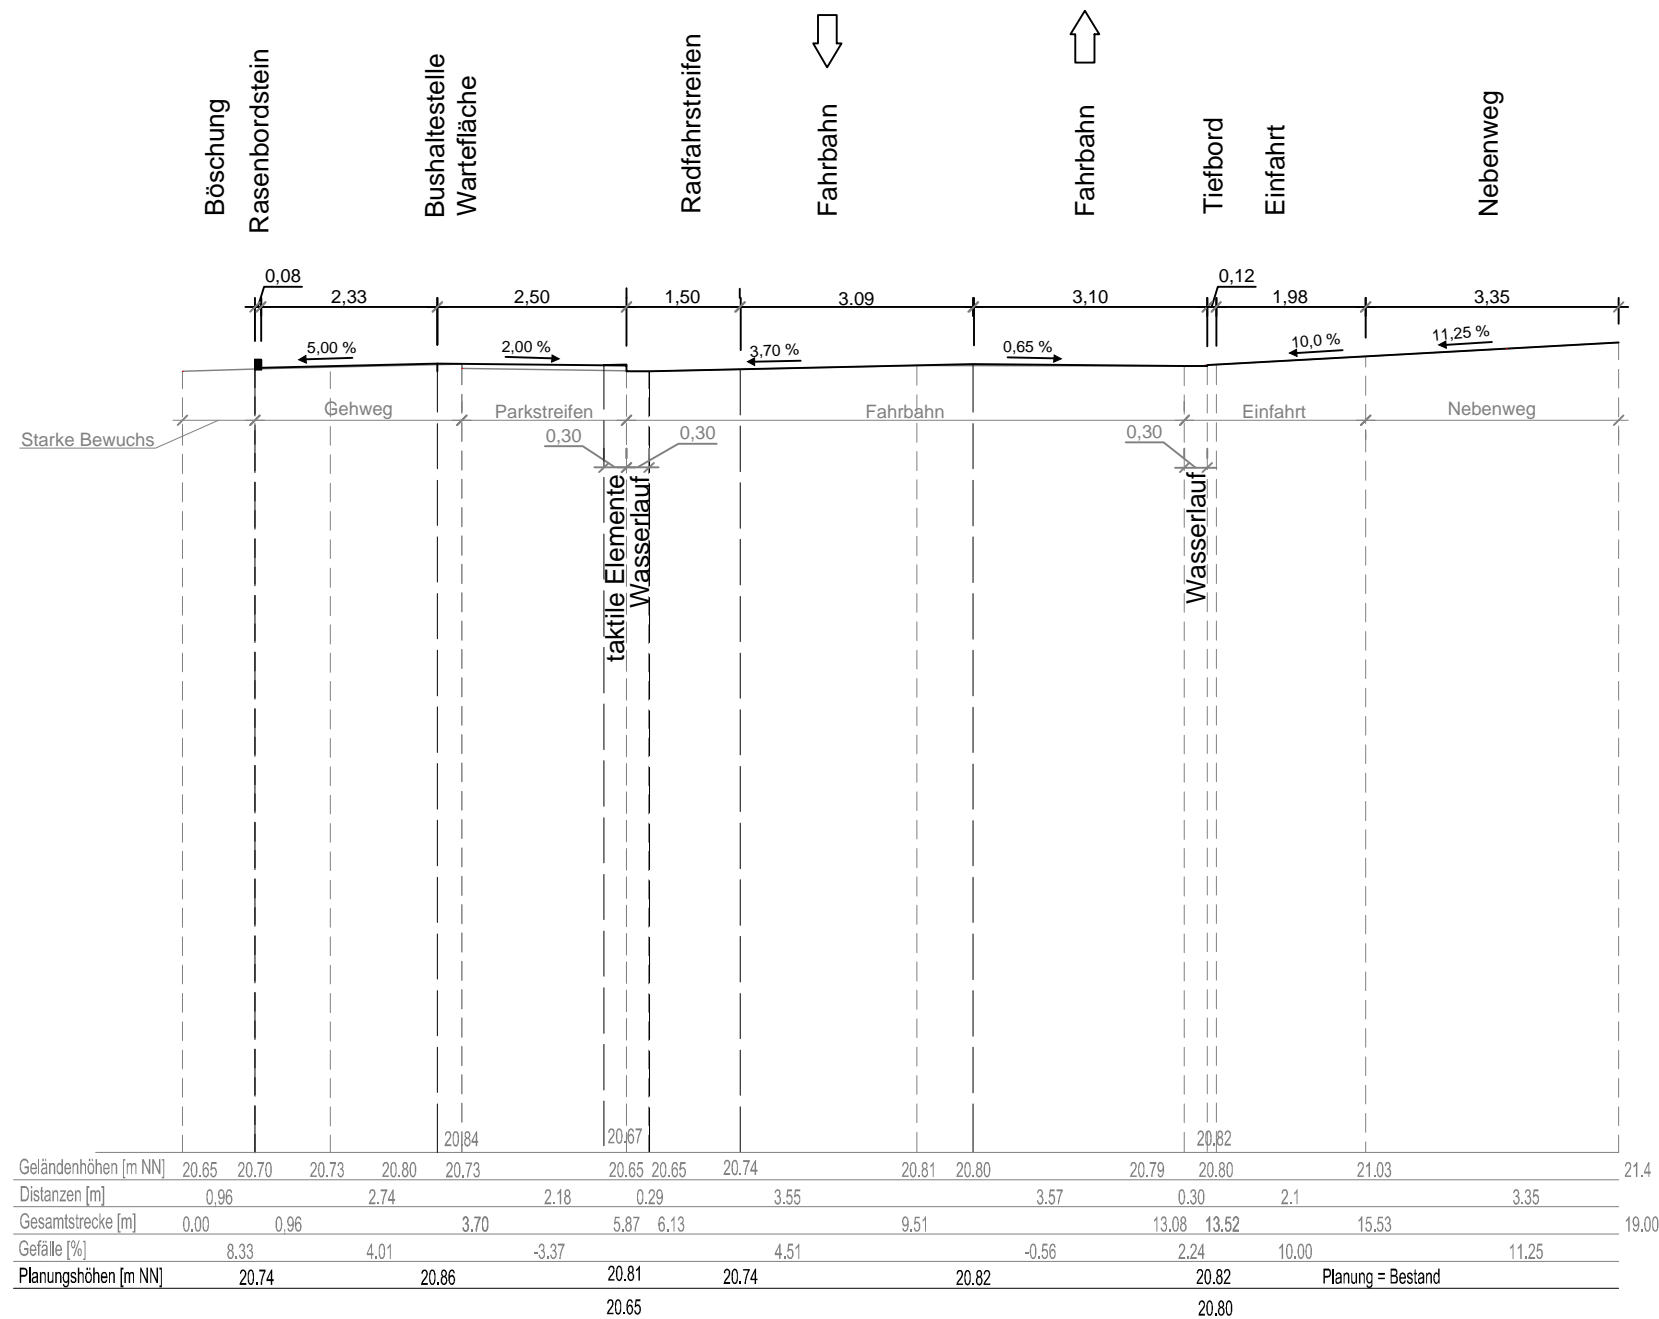 Böschung
Rasenbordstein
Bushaltestelle
Wartefläche
Radfahrstreifen
Fahrbahn
Fahrbahn
Tiefbord
Einfahrt
Nebenweg
0,08
0,12
2,33 2,50 1,50 3.09 3,10 1,98 3,35
5,00 % 2,00 % 3,70 % 0,65 % 10,0 % 11,25 %
Gehweg Parkstreifen Fahrbahn Einfahrt Nebenweg
Starke Bewuchs
0,30 0,30 0,30
taktile Elemente
Wasserlauf
Wasserlauf
20.84 20.67 20.82
Geländenhöhen [m NN] 20.65 20.70 20.73 20.80 20.73 20.65 20.65 20.74 20.81 20.80 20.79 20.80 21.03 21.4
Distanzen [m] 0,96 2.74 2.18 0.29 3.55 3.57 0.30 2.1 3.35
Gesamtstrecke [m] 0.00 0,96 3.70 5.87 6.13 9.51 13.08 13.52 15.53 19.00
Gefälle [%] 8.33 4.01 -3.37 4.51 -0.56 2.24 10.00 11.25
Planungshöhen [m NN] 20.74 20.86 20.81 20.74 20.82 20.82 Planung = Bestand
20.65 20.80